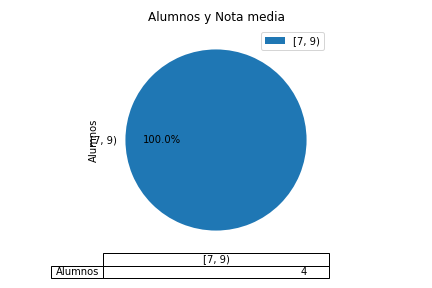 Alumnos y Nota media
[7, 9)
Alumnos
[7, 9)
100.0%
[7, 9)
Alumnos 4